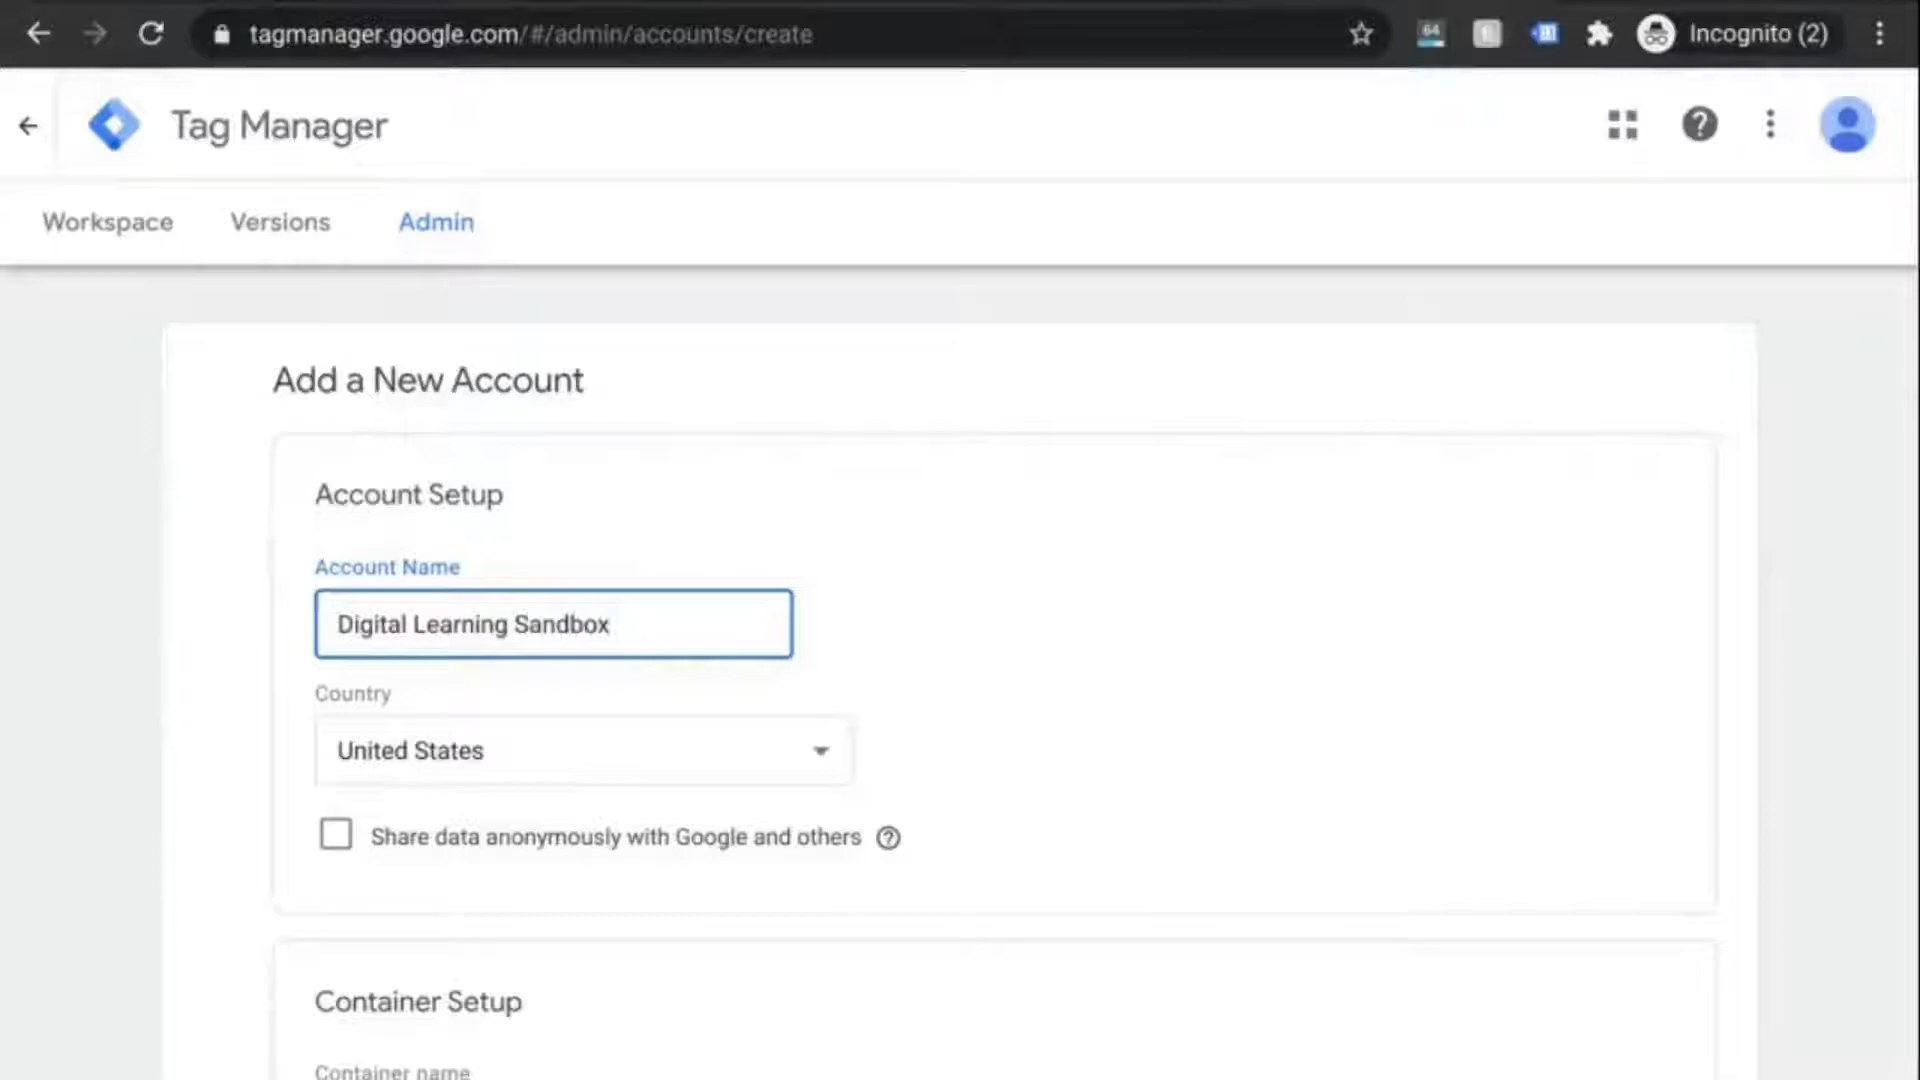 tagmanager.google.com/#/admin/accounts/create
64
Incognito (2)
Tag Manager
Workspace Versions Admin
Add a New Account
Account Setup
Account Name
Digital Learning Sandbox
Country
United States
Share data anonymously with Google and others
Container Setup
Container name